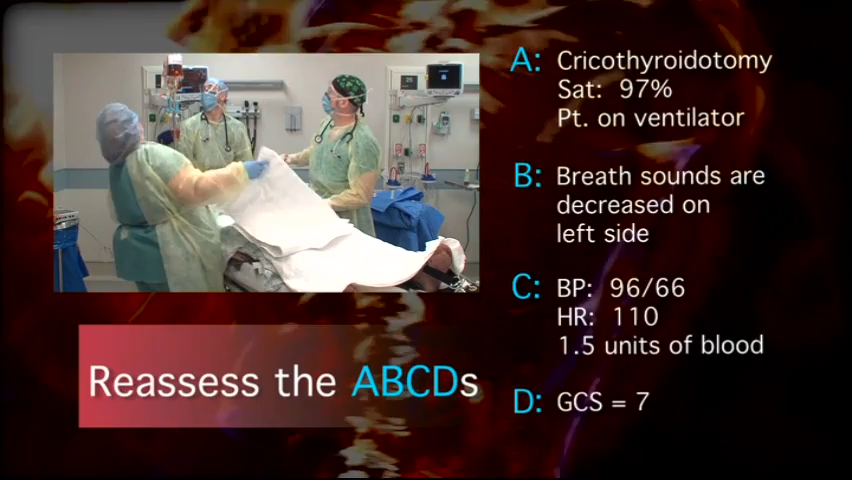 Reassess the ABCDs
A: Cricothyroidotomy
Sat: 97%
Pt. on ventilator
B: Breath sounds are
decreased on
left side
C: BP: 96/66
HR: 110
1.5 units of blood
D: GCS = 7